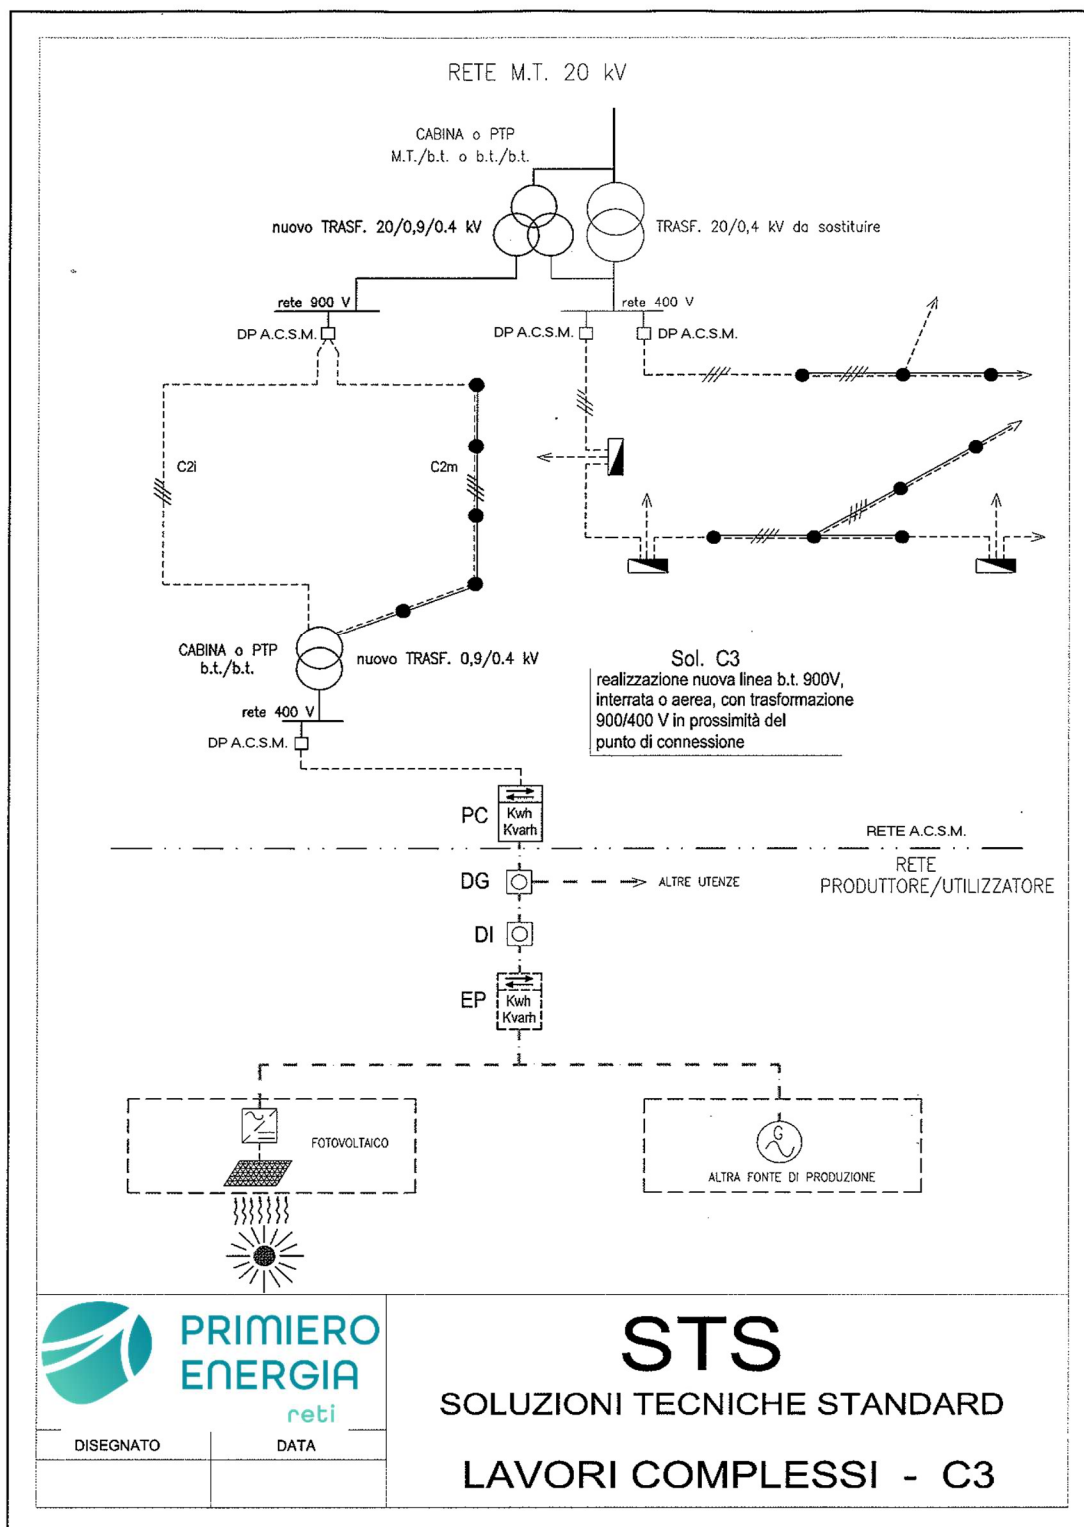 RETE M.T. 20 kV
CABINA o PTP
M.T./b.t. o b.t./b.t.
nuovo TRASF. 20/0,9/0.4 kV
TRASF. 20/0,4 kV da sostituire
rete 900 V
rete 400 V
DP A.C.S.M.
DP A.C.S.M.
DP A.C.S.M.
C2i
C2m
CABINA o PTP
b.t./b.t.
nuovo TRASF. 0,9/0.4 kV
rete 400 V
DP A.C.S.M.
Sol. C3
realizzazione nuova linea b.t. 900V,
interrata o aerea, con trasformazione
900/400 V in prossimità del
punto di connessione
PC
Kwh
Kvarh
RETE A.C.S.M.
RETE
PRODUTTORE/UTILIZZATORE
DG
ALTRE UTENZE
DI
EP
Kwh
Kvarh
FOTOVOLTAICO
G
ALTRA FONTE DI PRODUZIONE
PRIMIERO
ENERGIA
reti
DISEGNATO
DATA
STS
SOLUZIONI TECNICHE STANDARD
LAVORI COMPLESSI - C3